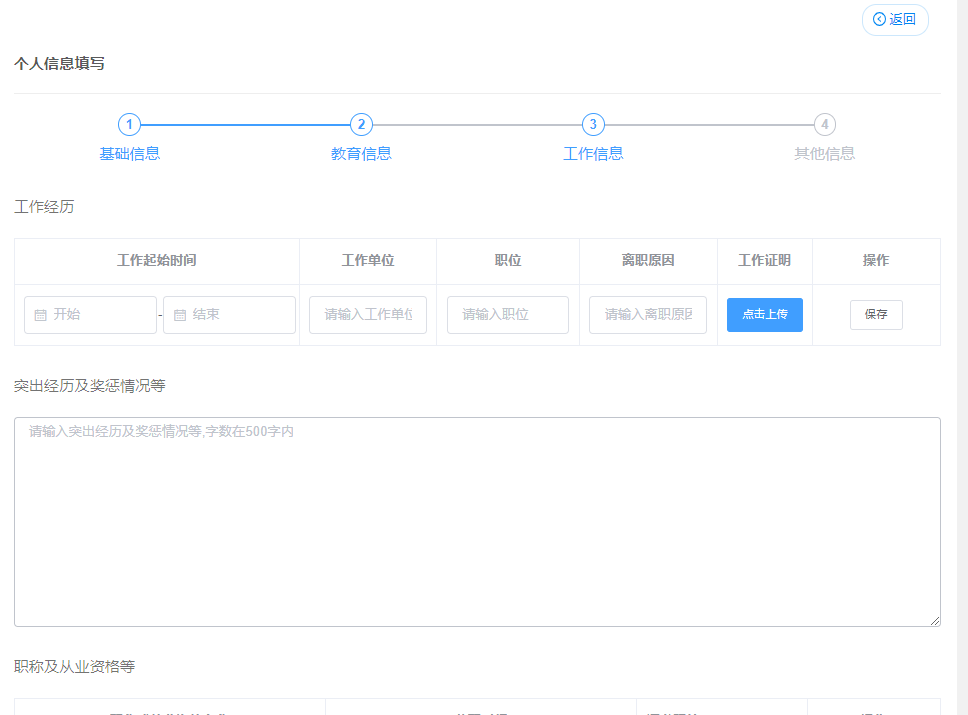 返回
个人信息填写
1 2 3 4
基础信息 教育信息 工作信息 其他信息
工作经历
工作起始时间 工作单位 职位 离职原因 工作证明 操作
开始 - 结束 请输入工作单位 请输入职位 请输入离职原因 点击上传 保存
突出经历及奖惩情况等
请输入突出经历及奖惩情况等,字数在500字内
职称及从业资格等